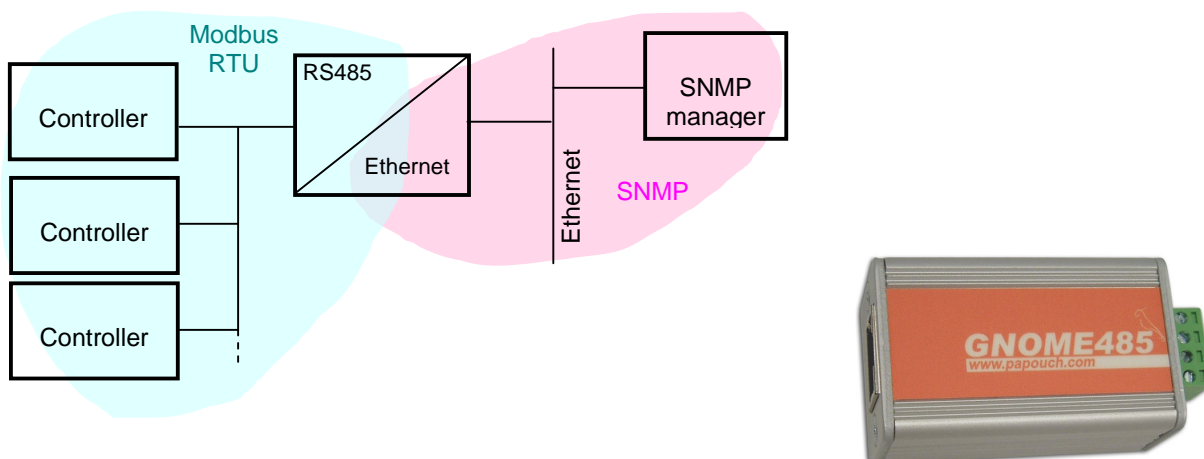 Modbus
RTU
Controller
Controller
Controller
RS485
Ethernet
Ethernet
SNMP
manager
SNMP
GNOME485
www.papouch.com